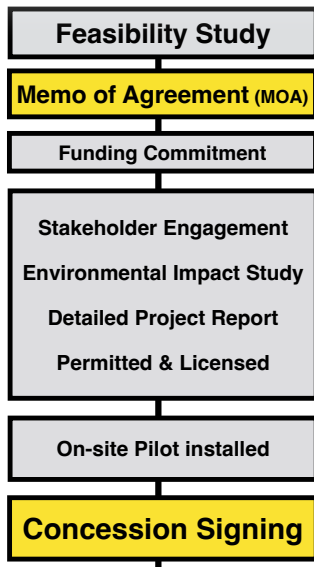 Feasibility Study
Memo of Agreement (MOA)
Funding Commitment
Stakeholder Engagement
Environmental Impact Study
Detailed Project Report
Permitted & Licensed
On-site Pilot installed
Concession Signing